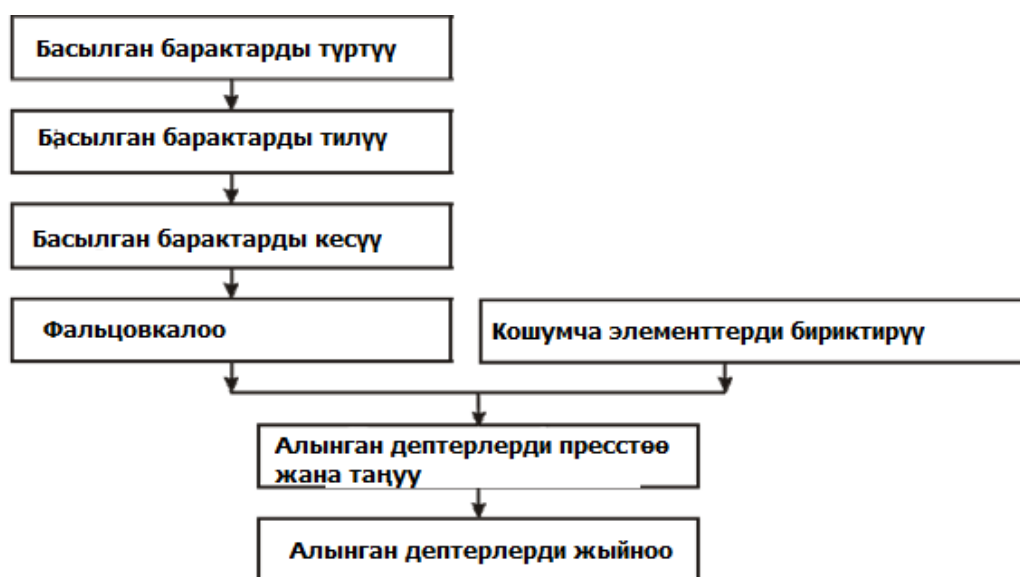 Басылган барактарды түртүү
Басылган барактарды тилүү
Басылган барактарды кесүү
Фальцовкалоо
Кошумча элементтерди бириктирүү
Алынган дептерлерди пресстөө
жана таңуу
Алынган дептерлерди жыйноо